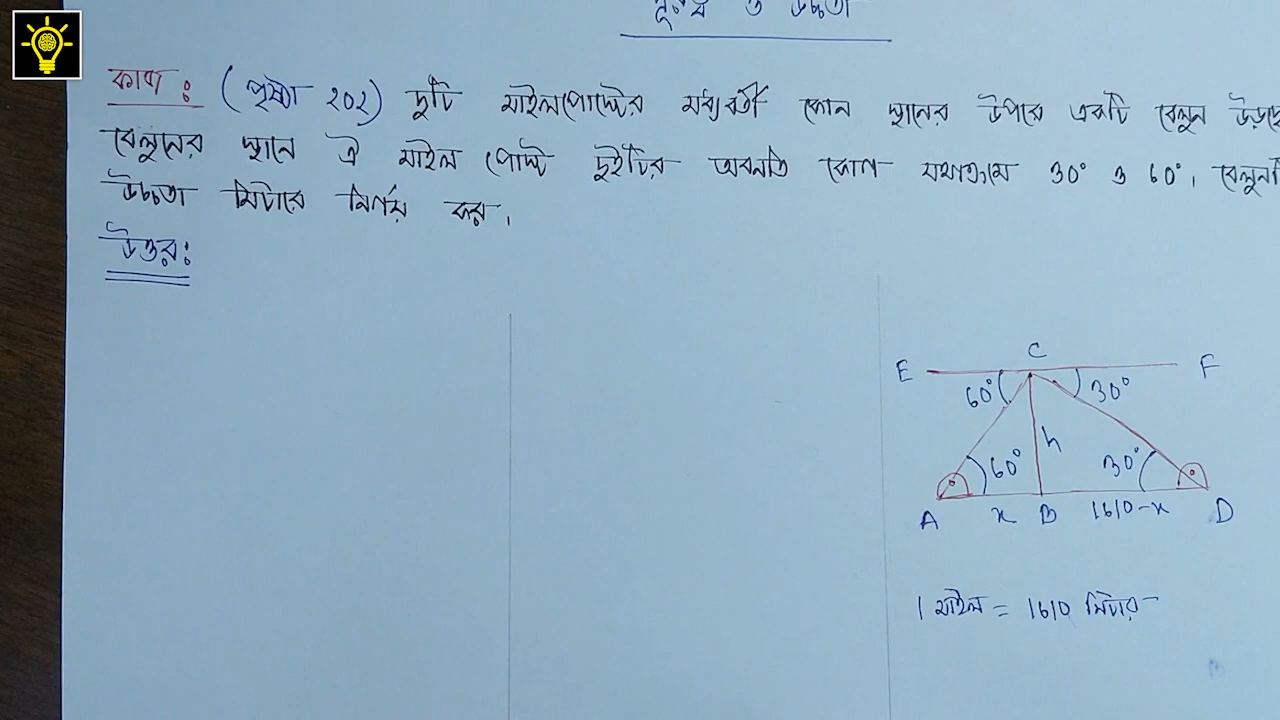 দূরত্ব ও উচ্চতা
কাজ : (পৃষ্ঠা ২০২) দুটি মাইলপোস্টের মধ্যবর্তী কোন স্থানের উপরে একটি বেলুন উড়ছে
বেলুনের স্থানে ঐ মাইল পোস্ট দুইটির অবনতি কোণ যথাক্রমে 30° ও 60°। বেলুনটি
উচ্চতা মিটারে নির্ণয় কর।
উত্তর:
E C F
60° 30°
h
60° 30°
A x B 1610-x D
1 মাইল = 1610 মিটার